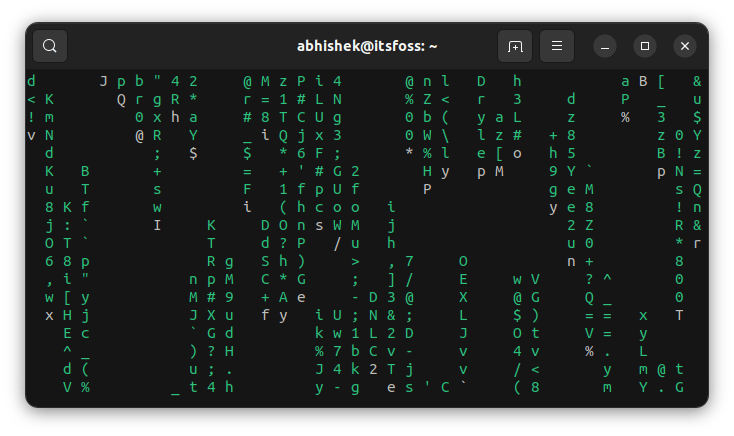 d J p b " 4 2 @ M z P i 4 @ n l D h a B [ &
< K Q r g R * r = 1 # L N % Z < r 3 d P _ u
! m 0 x h a # 8 T C U g 0 b ( y a L z % 3 $
v N @ R Y _ i Q j x 3 0 W \ l z # + 8 z 0 Y
d ; $ $ * 6 F ; * % l e [ o h 5 B ! z
K B + = + ' # G 2 H y p M 9 Y ` p N =
u T s F 1 f p U f P g e M s Q
8 K f w i ( h c o o i y e 8 ! n
j : ` I K D O n s W M j 2 Z R &
O T ` T d ? P / u h u 0 * r
6 8 p R g S h ) > , 7 O n + 8
, i " n p M C * G ; ] / E w V ? ^ 0
w [ y M # 9 + A e - D 3 @ X @ G Q _ 0
x H j J X u f y i U ; N & ; L $ ) = = x T
E c ` G d k w 1 L 2 D J O t V = y
^ _ ) ? H % 7 b C v - v 4 v % . L
d ( u ; . J 4 k 2 T j v / < y m @ t
V % _ t 4 h y - g e s ' C ` ( 8 m Y . G
abhishek@itsfoss: ~